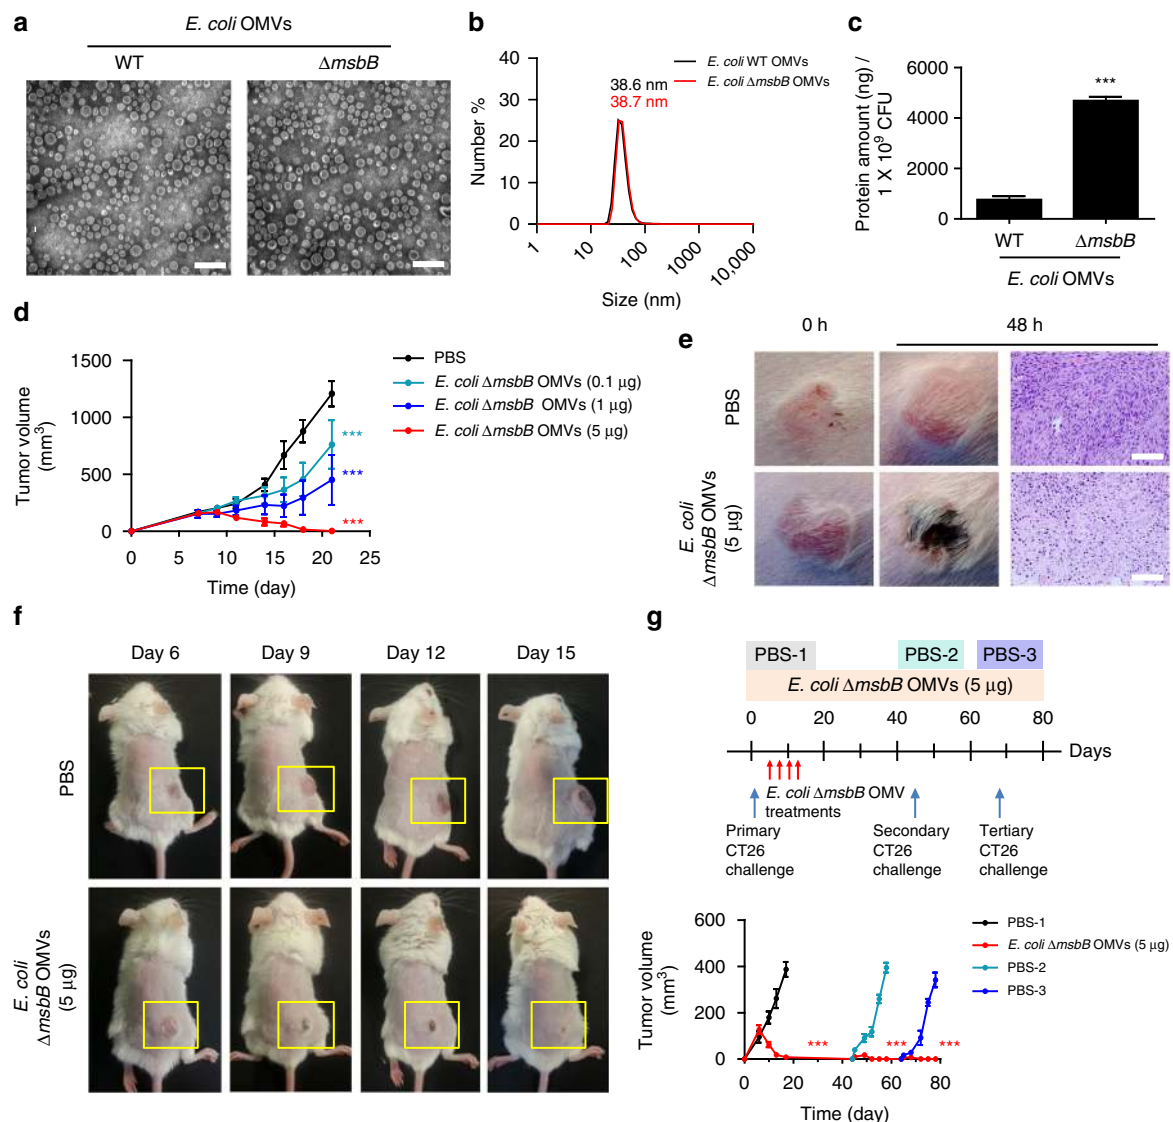 a
E. coli OMVs
WT
ΔmsbB
b
40
30
20
10
0
Number %
38.6 nm
38.7 nm
E. coli WT OMVs
E. coli ΔmsbB OMVs
1
10
100
1000
10,000
Size (nm)
c
6000
4000
2000
0
Protein amount (ng) /
1 X 10⁹ CFU
***
WT
ΔmsbB
E. coli OMVs
d
1500
1000
500
0
Tumor volume
(mm³)
PBS
E. coli ΔmsbB OMVs (0.1 μg)
E. coli ΔmsbB OMVs (1 μg)
E. coli ΔmsbB OMVs (5 μg)
***
***
***
0
5
10
15
20
25
Time (day)
e
0 h
48 h
PBS
E. coli
ΔmsbB OMVs
(5 μg)
f
Day 6
Day 9
Day 12
Day 15
PBS
E. coli
ΔmsbB OMVs
(5 μg)
g
PBS-1
PBS-2
PBS-3
E. coli ΔmsbB OMVs (5 μg)
0
20
40
60
80
Days
E. coli ΔmsbB OMV
treatments
Primary
CT26
challenge
Secondary
CT26
challenge
Tertiary
CT26
challenge
600
400
200
0
Tumor volume
(mm³)
PBS-1
E. coli ΔmsbB OMVs (5 μg)
PBS-2
PBS-3
***
***
***
0
20
40
60
80
Time (day)